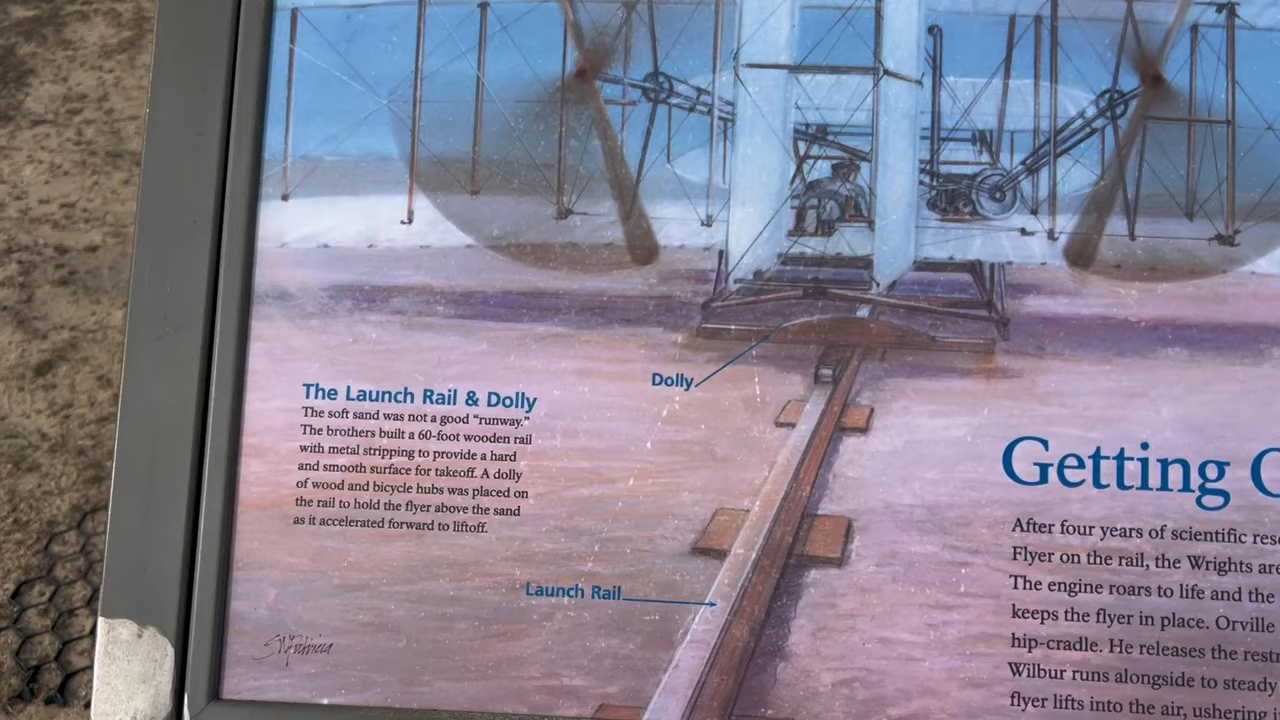 Dolly
The Launch Rail & Dolly
The soft sand was not a good “runway.”
The brothers built a 60-foot wooden rail
with metal stripping to provide a hard
and smooth surface for takeoff. A dolly
of wood and bicycle hubs was placed on
the rail to hold the flyer above the sand
as it accelerated forward to liftoff.
Launch Rail
Getting
After four years of scientific
Flyer on the rail, the Wrights are
The engine roars to life and the
keeps the flyer in place. Orville
hip-cradle. He releases the
Wilbur runs alongside to steady
flyer lifts into the air, ushering